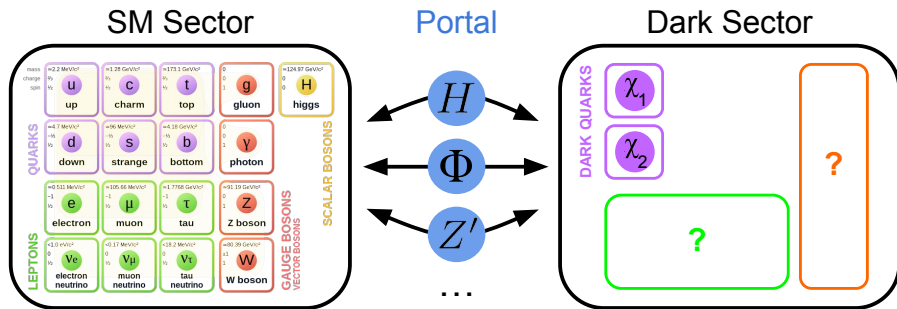 SM Sector
Portal
Dark Sector
mass
charge
spin
≈2.2 MeV/c²
⅔
½
u
up
≈1.28 GeV/c²
⅔
½
c
charm
≈173.1 GeV/c²
⅔
½
t
top
0
0
1
g
gluon
≈124.97 GeV/c²
0
0
H
higgs
QUARKS
≈4.7 MeV/c²
-⅓
½
d
down
≈96 MeV/c²
-⅓
½
s
strange
≈4.18 GeV/c²
-⅓
½
b
bottom
0
0
1
γ
photon
SCALAR BOSONS
LEPTONS
≈0.511 MeV/c²
-1
½
e
electron
≈105.66 MeV/c²
-1
½
μ
muon
≈1.7768 GeV/c²
-1
½
τ
tau
≈91.19 GeV/c²
0
1
Z
Z boson
GAUGE BOSONS
VECTOR BOSONS
<1.0 eV/c²
0
½
νe
electron
neutrino
<0.17 MeV/c²
0
½
νμ
muon
neutrino
<18.2 MeV/c²
0
½
ντ
tau
neutrino
≈80.39 GeV/c²
±1
1
W
W boson
H
Φ
Z′
...
DARK QUARKS
χ1
χ2
?
?